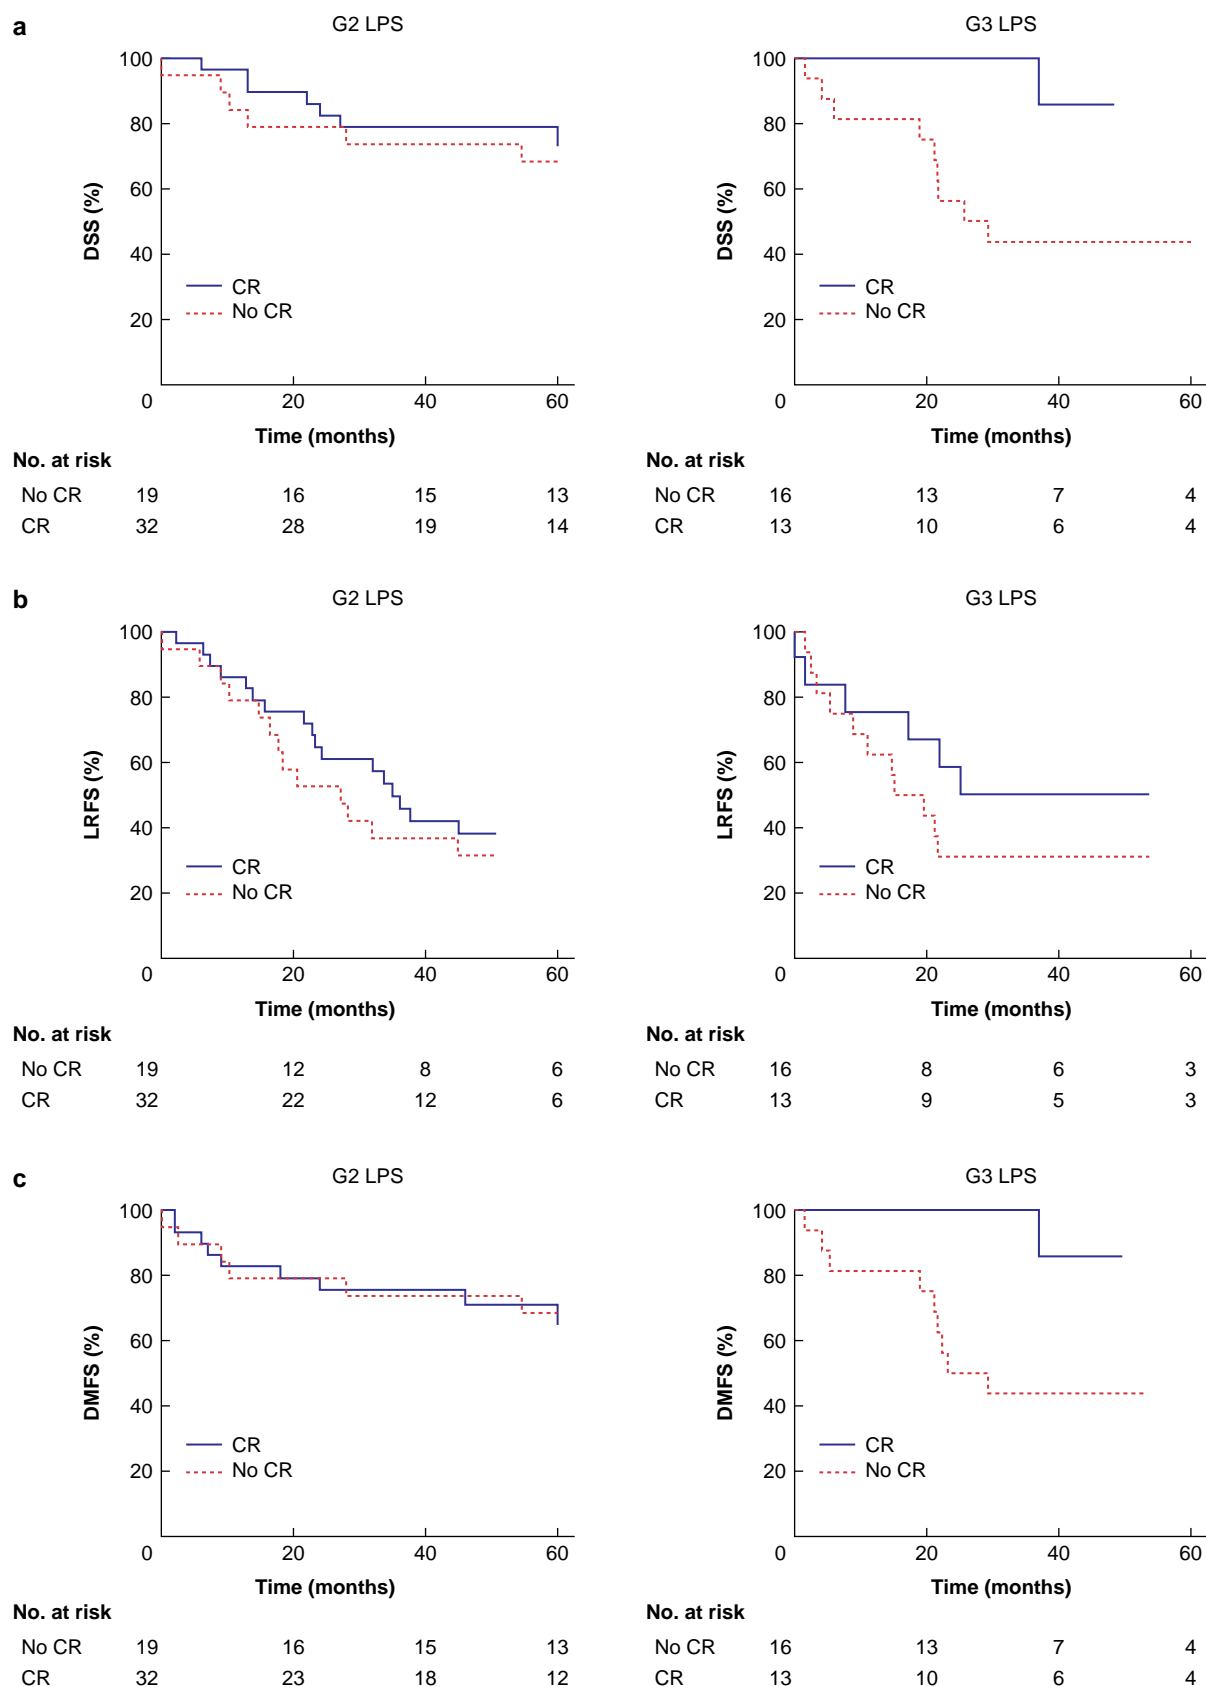 a
G2 LPS
100
80
60
40
20
0
20
40
60
DSS (%)
CR
No CR
Time (months)
No. at risk
No CR 19 16 15 13
CR 32 28 19 14
G3 LPS
100
80
60
40
20
0
20
40
60
DSS (%)
CR
No CR
Time (months)
No. at risk
No CR 16 13 7 4
CR 13 10 6 4
b
G2 LPS
100
80
60
40
20
0
20
40
60
LRFS (%)
CR
No CR
Time (months)
No. at risk
No CR 19 12 8 6
CR 32 22 12 6
G3 LPS
100
80
60
40
20
0
20
40
60
LRFS (%)
CR
No CR
Time (months)
No. at risk
No CR 16 8 6 3
CR 13 9 5 3
c
G2 LPS
100
80
60
40
20
0
20
40
60
DMFS (%)
CR
No CR
Time (months)
No. at risk
No CR 19 16 15 13
CR 32 23 18 12
G3 LPS
100
80
60
40
20
0
20
40
60
DMFS (%)
CR
No CR
Time (months)
No. at risk
No CR 16 13 7 4
CR 13 10 6 4